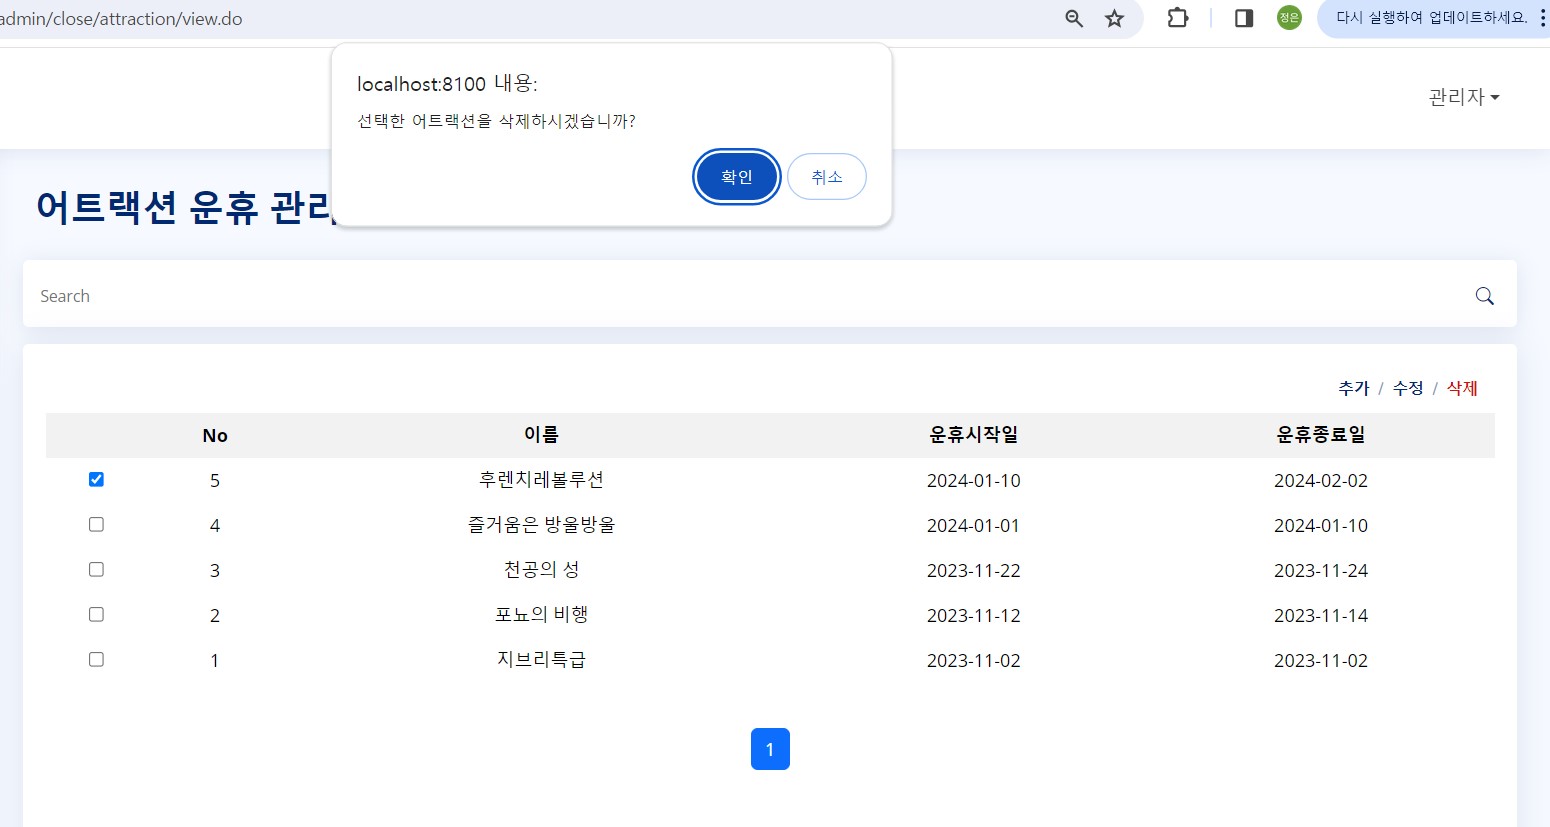 admin/close/attraction/view.do
정은
다시 실행하여 업데이트하세요.
localhost:8100 내용:
선택한 어트랙션을 삭제하시겠습니까?
확인
취소
관리자
어트랙션 운휴 관리
Search
추가 / 수정 / 삭제
No 이름 운휴시작일 운휴종료일
5 후렌치레볼루션 2024-01-10 2024-02-02
4 즐거움은 방울방울 2024-01-01 2024-01-10
3 천공의 성 2023-11-22 2023-11-24
2 포뇨의 비행 2023-11-12 2023-11-14
1 지브리특급 2023-11-02 2023-11-02
1